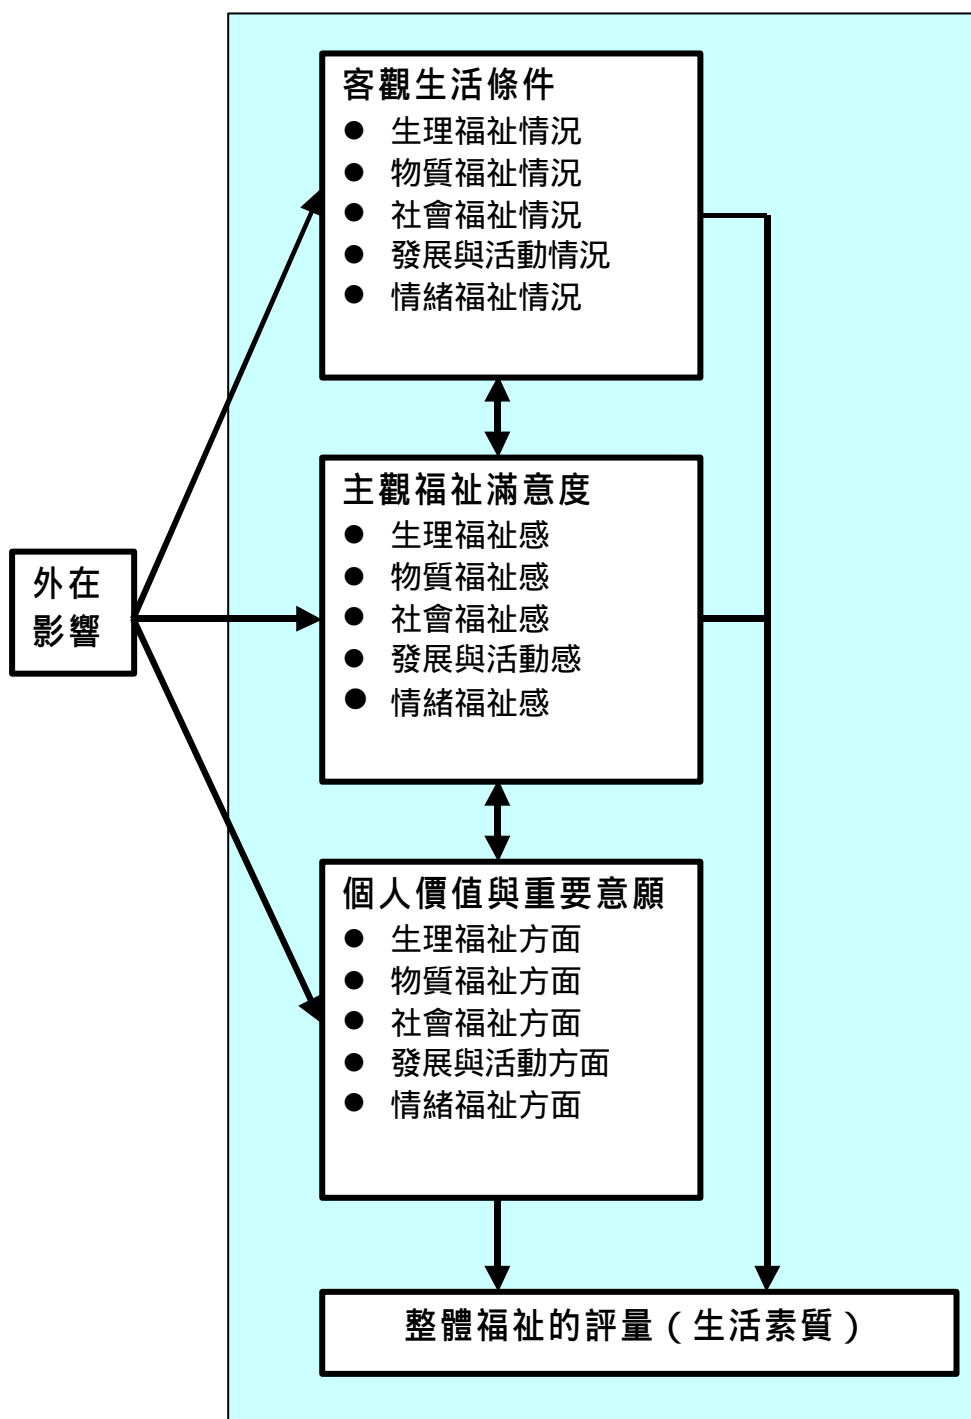 客觀生活條件
● 生理福祉情況
● 物質福祉情況
● 社會福祉情況
● 發展與活動情況
● 情緒福祉情況
主觀福祉滿意度
● 生理福祉感
● 物質福祉感
● 社會福祉感
● 發展與活動感
● 情緒福祉感
外在
影響
個人價值與重要意願
● 生理福祉方面
● 物質福祉方面
● 社會福祉方面
● 發展與活動方面
● 情緒福祉方面
整體福祉的評量（生活素質）